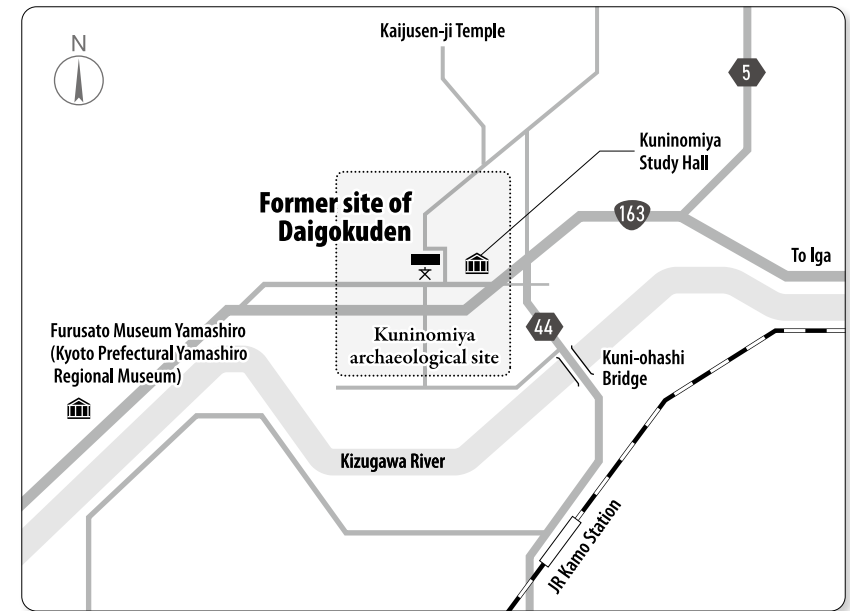 Kaijusen-ji Temple
N
5
Kuninomiya
Study Hall
Former site of
Daigokuden
163
To Iga
文
Furusato Museum Yamashiro
(Kyoto Prefectural Yamashiro
Regional Museum)
Kuninomiya
archaeological site
44
Kuni-ohashi
Bridge
Kizugawa River
JR Kamo Station